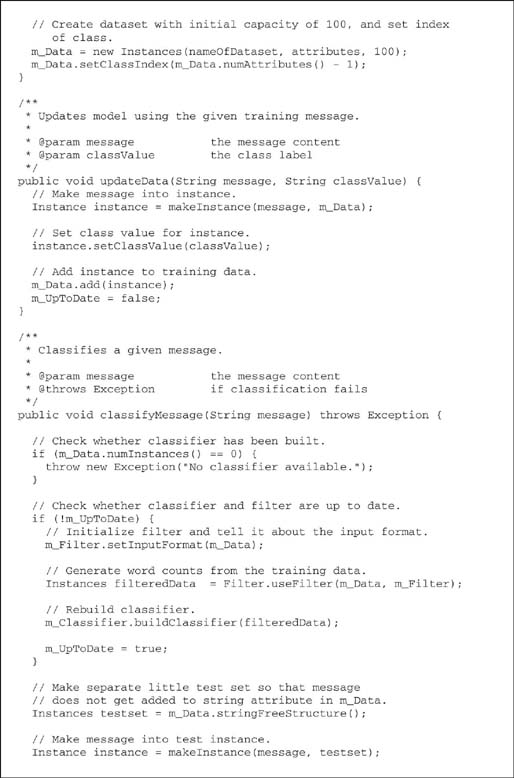 // Create dataset with initial capacity of 100, and set index
of class.
m_Data = new Instances(nameOfDataset, attributes, 100);
m_Data.setClassIndex(m_Data.numAttributes() - 1);
}
/**
* Updates model using the given training message.
*
* @param message the message content
* @param classValue the class label
*/
public void updateData(String message, String classValue) {
// Make message into instance.
Instance instance = makeInstance(message, m_Data);
// Set class value for instance.
instance.setClassValue(classValue);
// Add instance to training data.
m_Data.add(instance);
m_UpToDate = false;
}
/**
* Classifies a given message.
*
* @param message the message content
* @throws Exception if classification fails
*/
public void classifyMessage(String message) throws Exception {
// Check whether classifier has been built.
if (m_Data.numInstances() == 0) {
throw new Exception("No classifier available.");
}
// Check whether classifier and filter are up to date.
if (!m_UpToDate) {
// Initialize filter and tell it about the input format.
m_Filter.setInputFormat(m_Data);
// Generate word counts from the training data.
Instances filteredData = Filter.useFilter(m_Data, m_Filter);
// Rebuild classifier.
m_Classifier.buildClassifier(filteredData);
m_UpToDate = true;
}
// Make separate little test set so that message
// does not get added to string attribute in m_Data.
Instances testset = m_Data.stringFreeStructure();
// Make message into test instance.
Instance instance = makeInstance(message, testset);